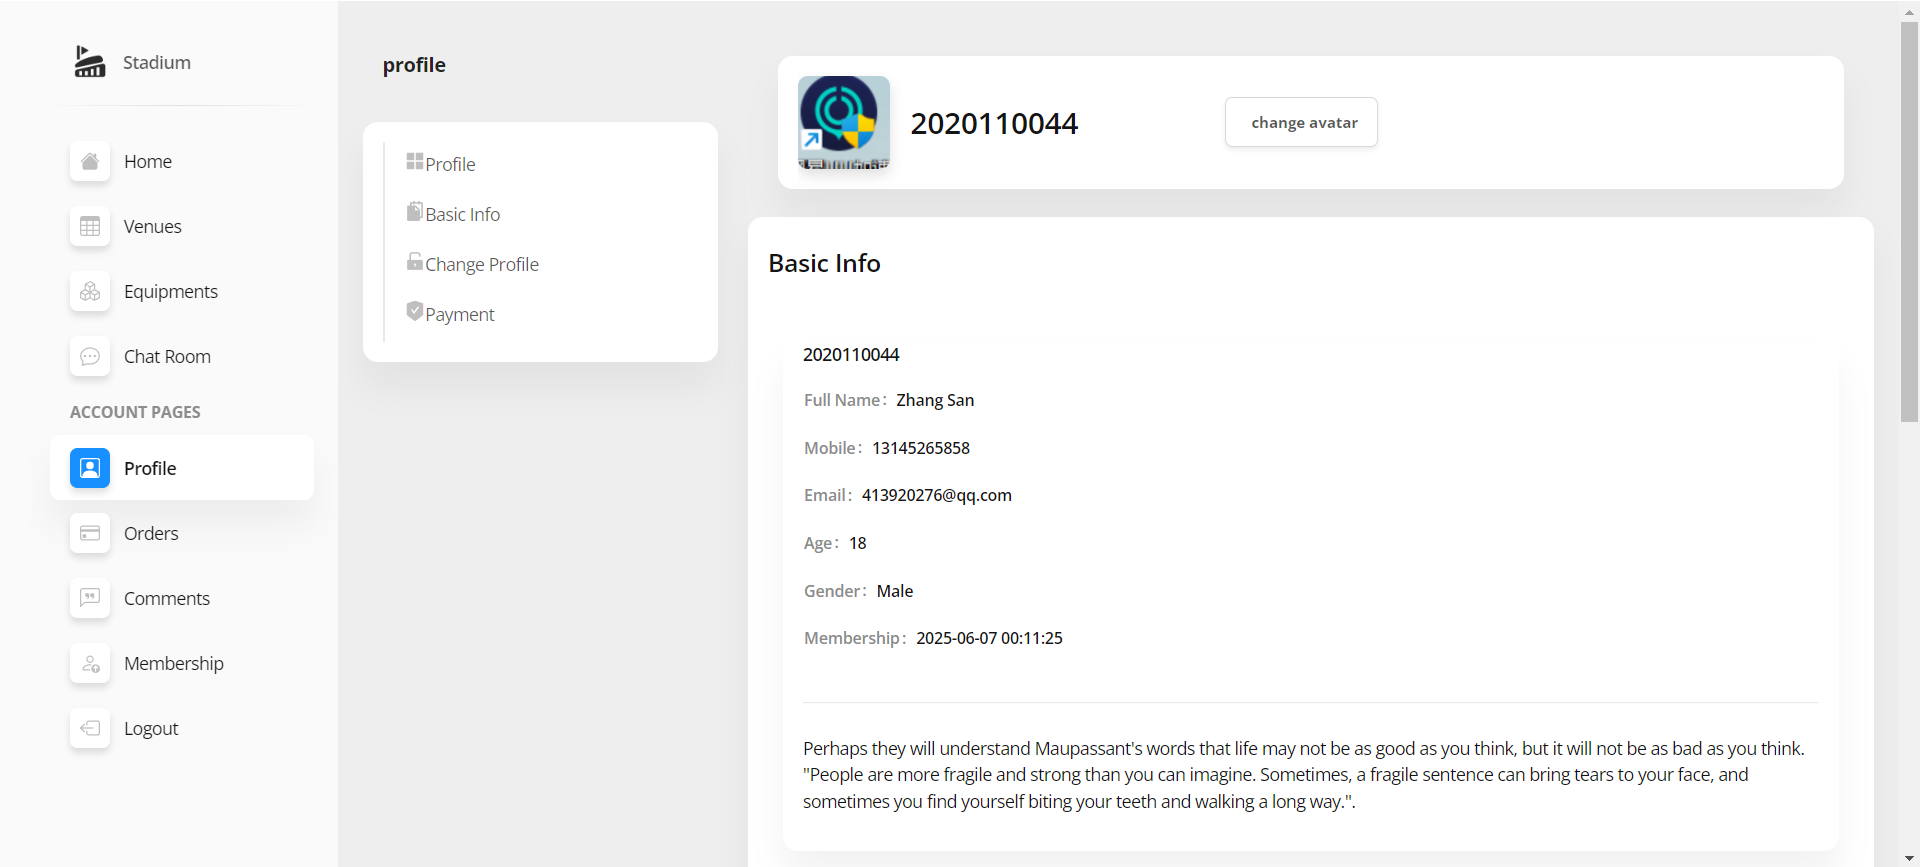 Stadium
Home
Venues
Equipments
Chat Room
ACCOUNT PAGES
Profile
Orders
Comments
Membership
Logout
profile
Profile
Basic Info
Change Profile
Payment
2020110044
change avatar
Basic Info
2020110044
Full Name： Zhang San
Mobile： 13145265858
Email： 413920276@qq.com
Age： 18
Gender： Male
Membership： 2025-06-07 00:11:25
Perhaps they will understand Maupassant's words that life may not be as good as you think, but it will not be as bad as you think.
"People are more fragile and strong than you can imagine. Sometimes, a fragile sentence can bring tears to your face, and
sometimes you find yourself biting your teeth and walking a long way.".